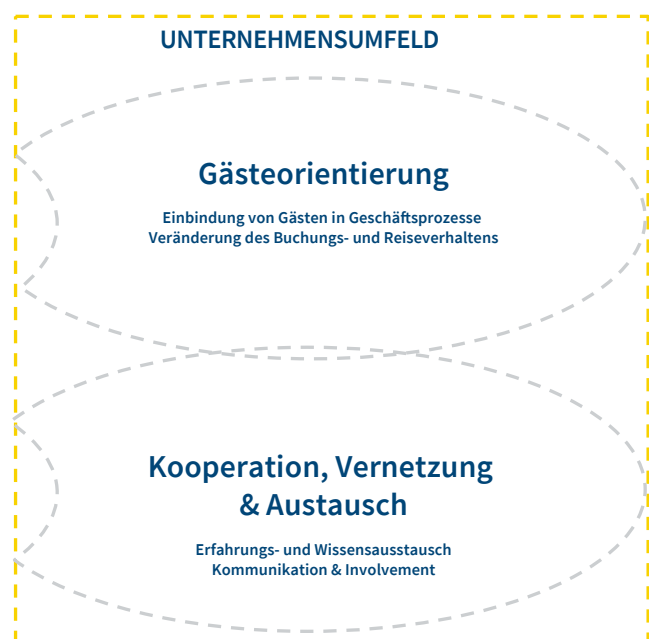 UNTERNEHMENSUMFELD
Gästeorientierung
Einbindung von Gästen in Geschäftsprozesse
Veränderung des Buchungs- und Reiseverhaltens
Kooperation, Vernetzung
& Austausch
Erfahrungs- und Wissensausstausch
Kommunikation & Involvement